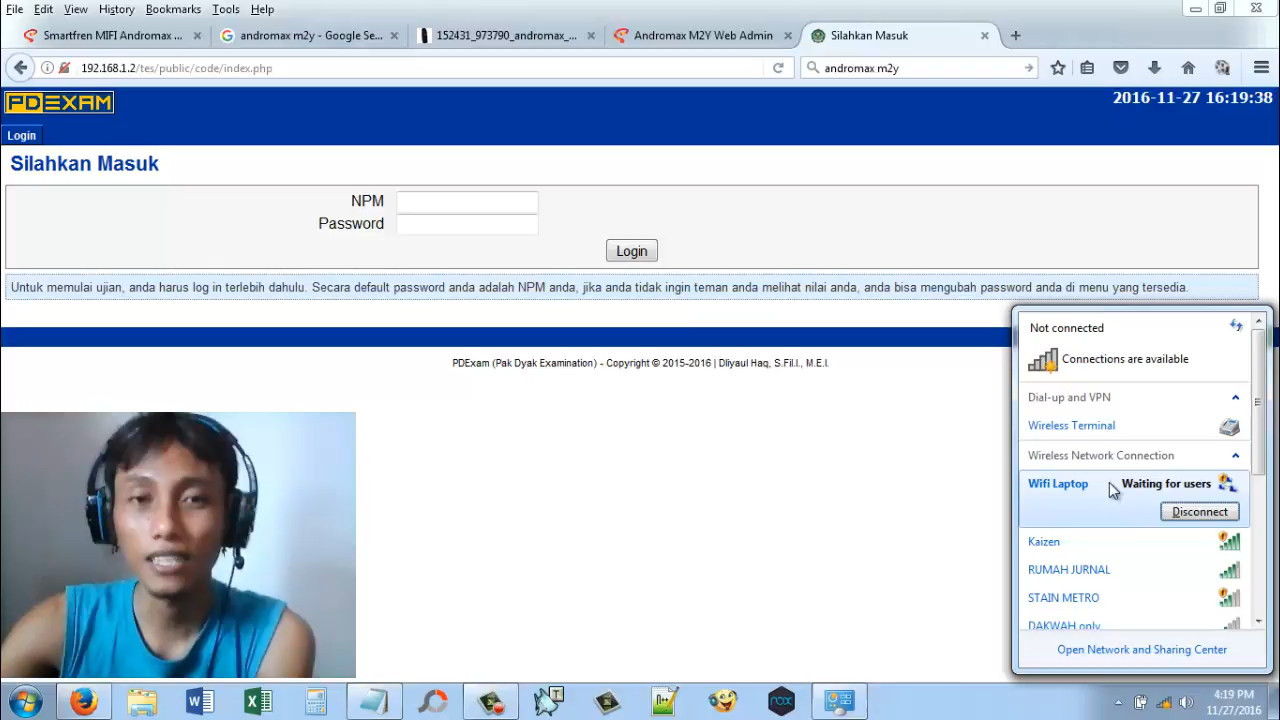 File Edit View History Bookmarks Tools Help
Smartfren MIFI Andromax ...
andromax m2y - Google Se...
152431_973790_andromax_...
Andromax M2Y Web Admin
Silahkan Masuk
192.168.1.2/tes/public/code/index.php
andromax m2y
PDEXAM
2016-11-27 16:19:38
Login
Silahkan Masuk
NPM
Password
Login
Untuk memulai ujian, anda harus log in terlebih dahulu. Secara default password anda adalah NPM anda, jika anda tidak ingin teman anda melihat nilai anda, anda bisa mengubah password anda di menu yang tersedia.
PDExam (Pak Dyak Examination) - Copyright © 2015-2016 | Dliyaul Haq, S.Fil.I., M.E.I.
Not connected
Connections are available
Dial-up and VPN
Wireless Terminal
Wireless Network Connection
Wifi Laptop Waiting for users
Disconnect
Kaizen
RUMAH JURNAL
STAIN METRO
DAKWAH only
Open Network and Sharing Center
4:19 PM
11/27/2016